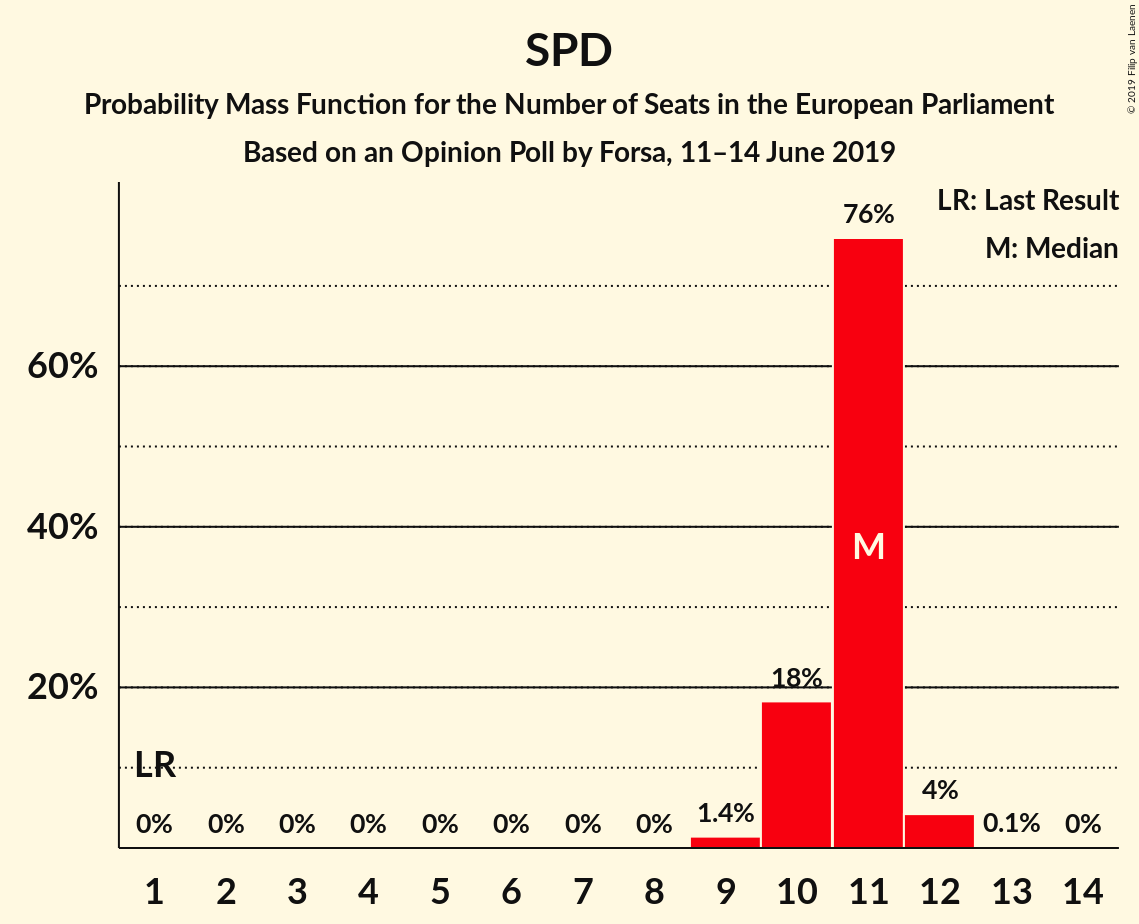 SPD
Probability Mass Function for the Number of Seats in the European Parliament
Based on an Opinion Poll by Forsa, 11–14 June 2019
© 2019 Filip van Laenen
LR: Last Result
M: Median
76%
60%
40%
M
20%
18%
LR
0% 0% 0% 0% 0% 0% 0% 0% 1.4% 4% 0.1% 0%
1 2 3 4 5 6 7 8 9 10 11 12 13 14